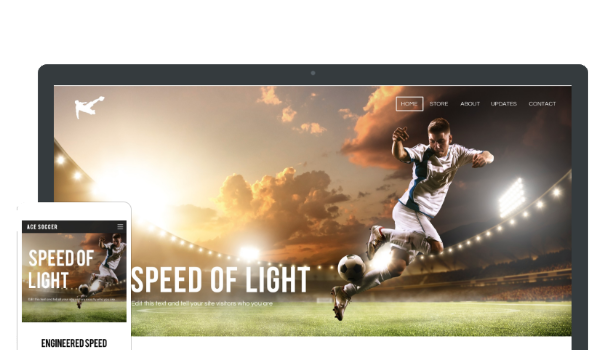 HOME STORE ABOUT UPDATES CONTACT
SPEED OF LIGHT
Edit this text and tell your site visitors who you are.
ACE SOCCER
SPEED OF
LIGHT
ENGINEERED SPEED